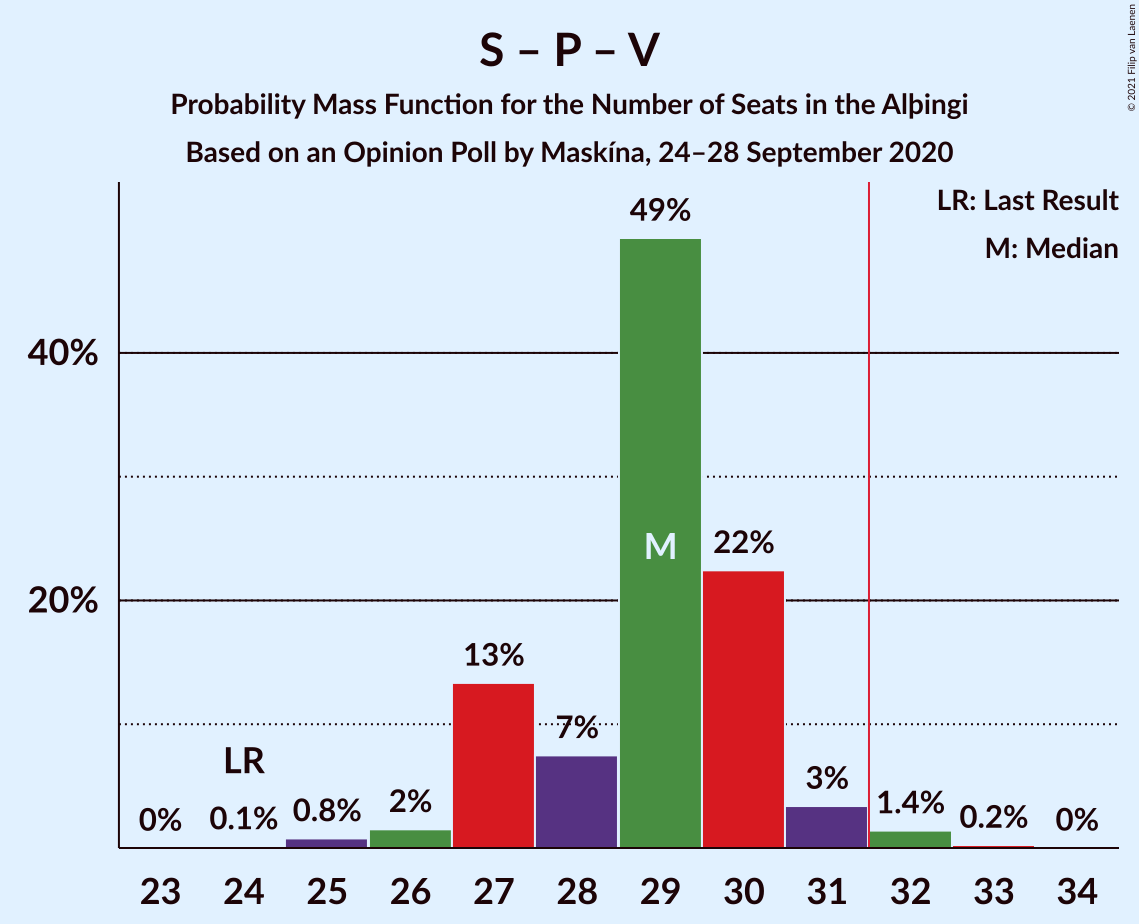 S – P – V
Probability Mass Function for the Number of Seats in the Alþingi
Based on an Opinion Poll by Maskína, 24–28 September 2020
© 2021 Filip van Laenen
LR: Last Result
M: Median
49%
40%
M
22%
20%
13%
7%
LR
3%
0%
0.1%
0.8%
2%
1.4%
0.2%
0%
23 24 25 26 27 28 29 30 31 32 33 34